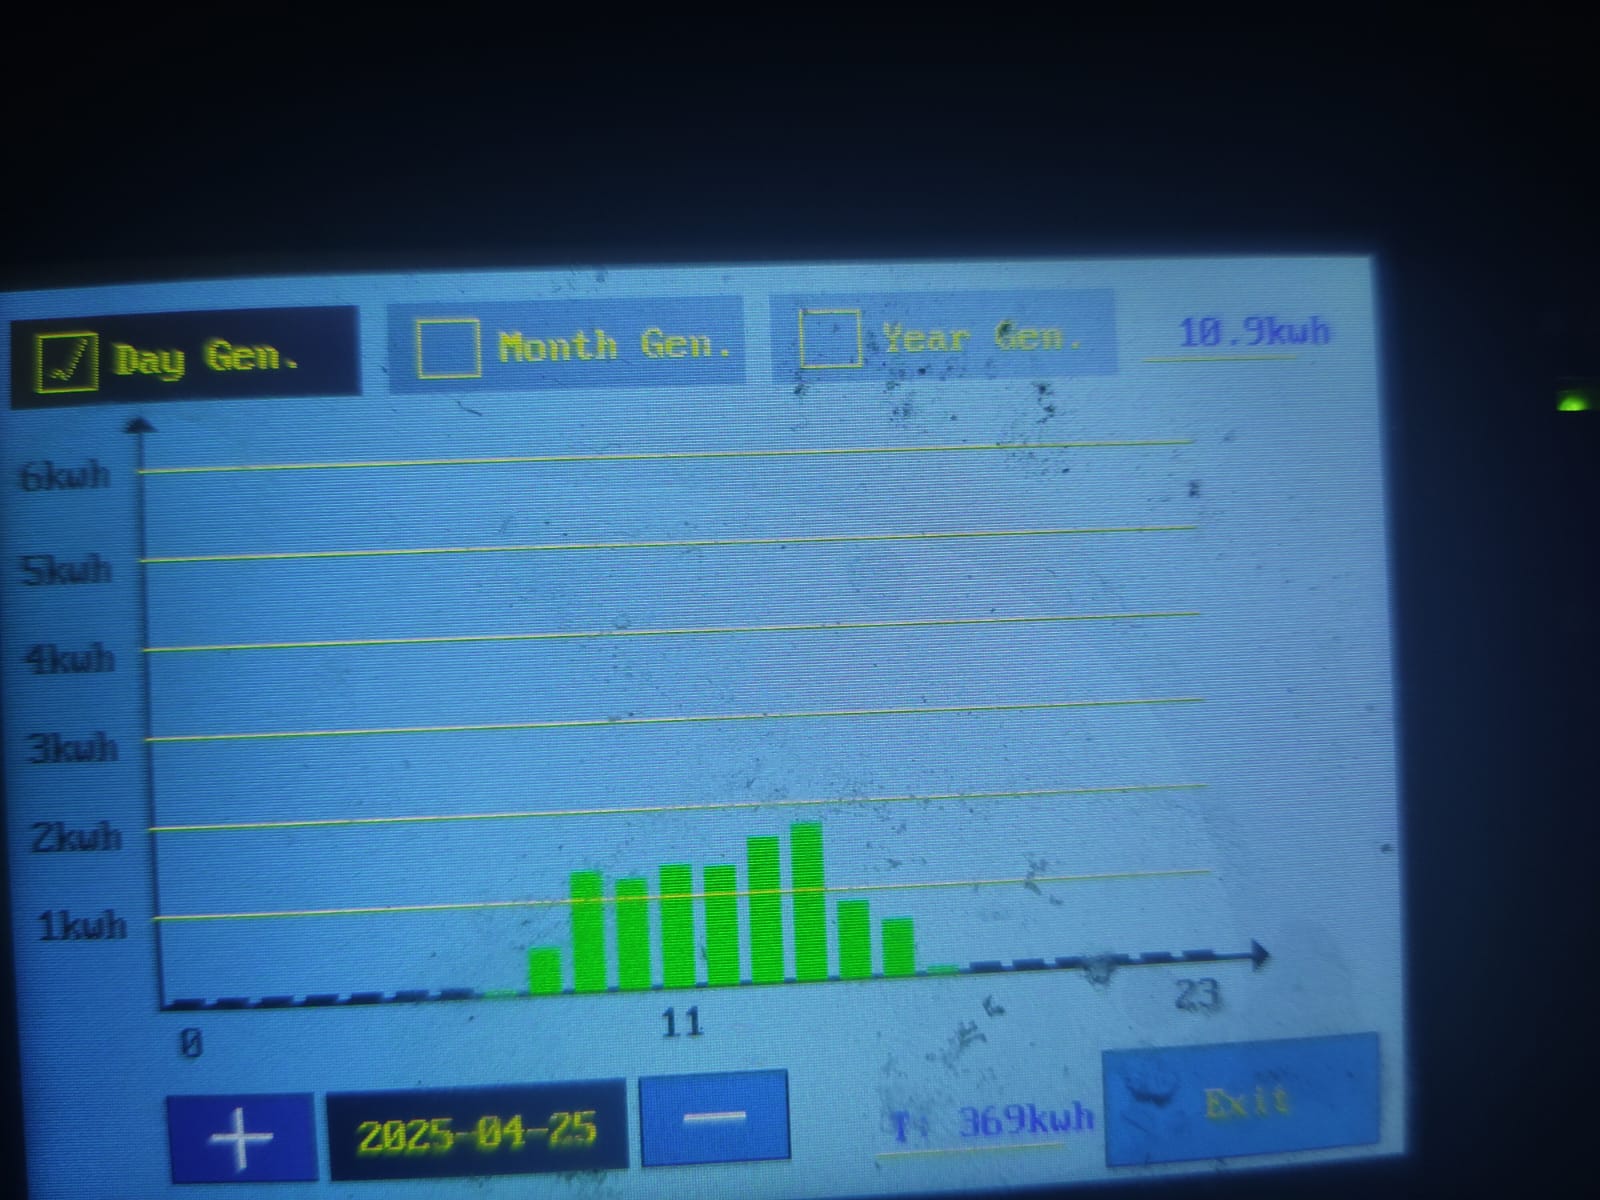 Day Gen. Month Gen. Year Gen. 10.9kwh
6kwh
5kwh
4kwh
3kwh
2kwh
1kwh
0 11 23
+ 2025-04-25 — T: 369kwh Exit